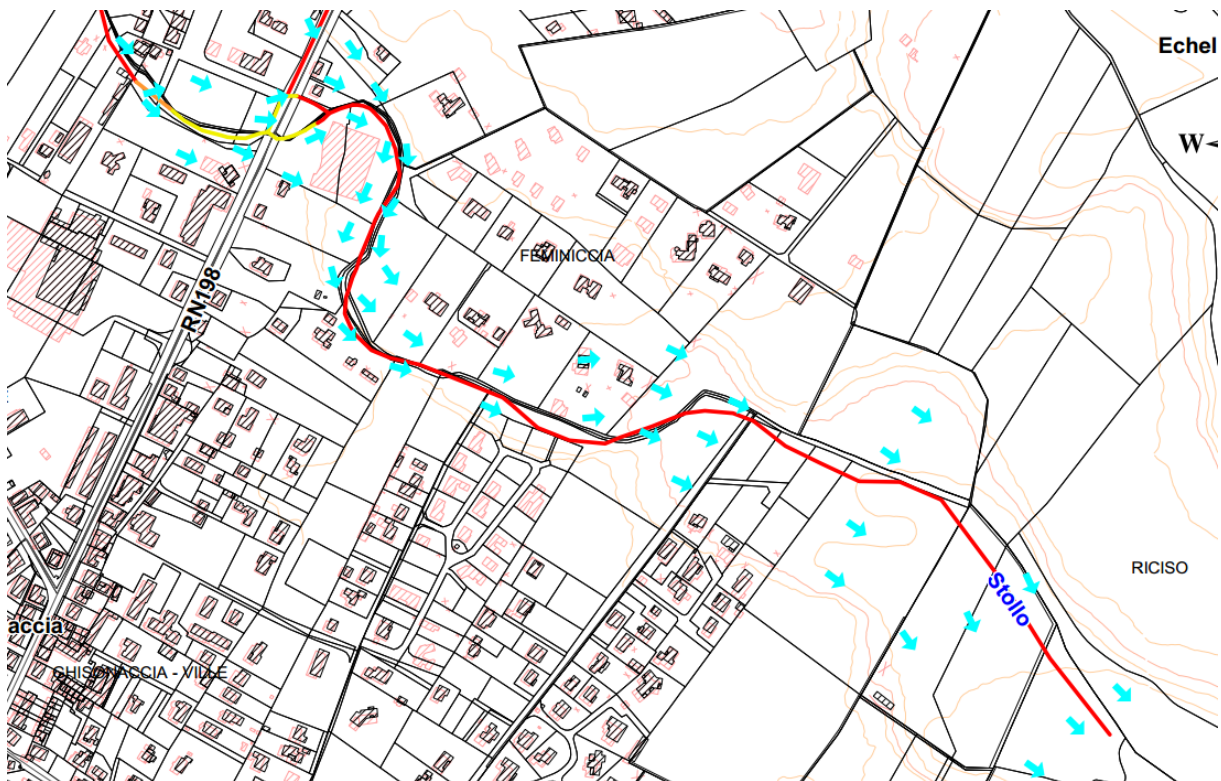 Echel
W
FEMINICCIA
RN198
RICISO
Stollo
accia
GHISONACCIA - VILLE